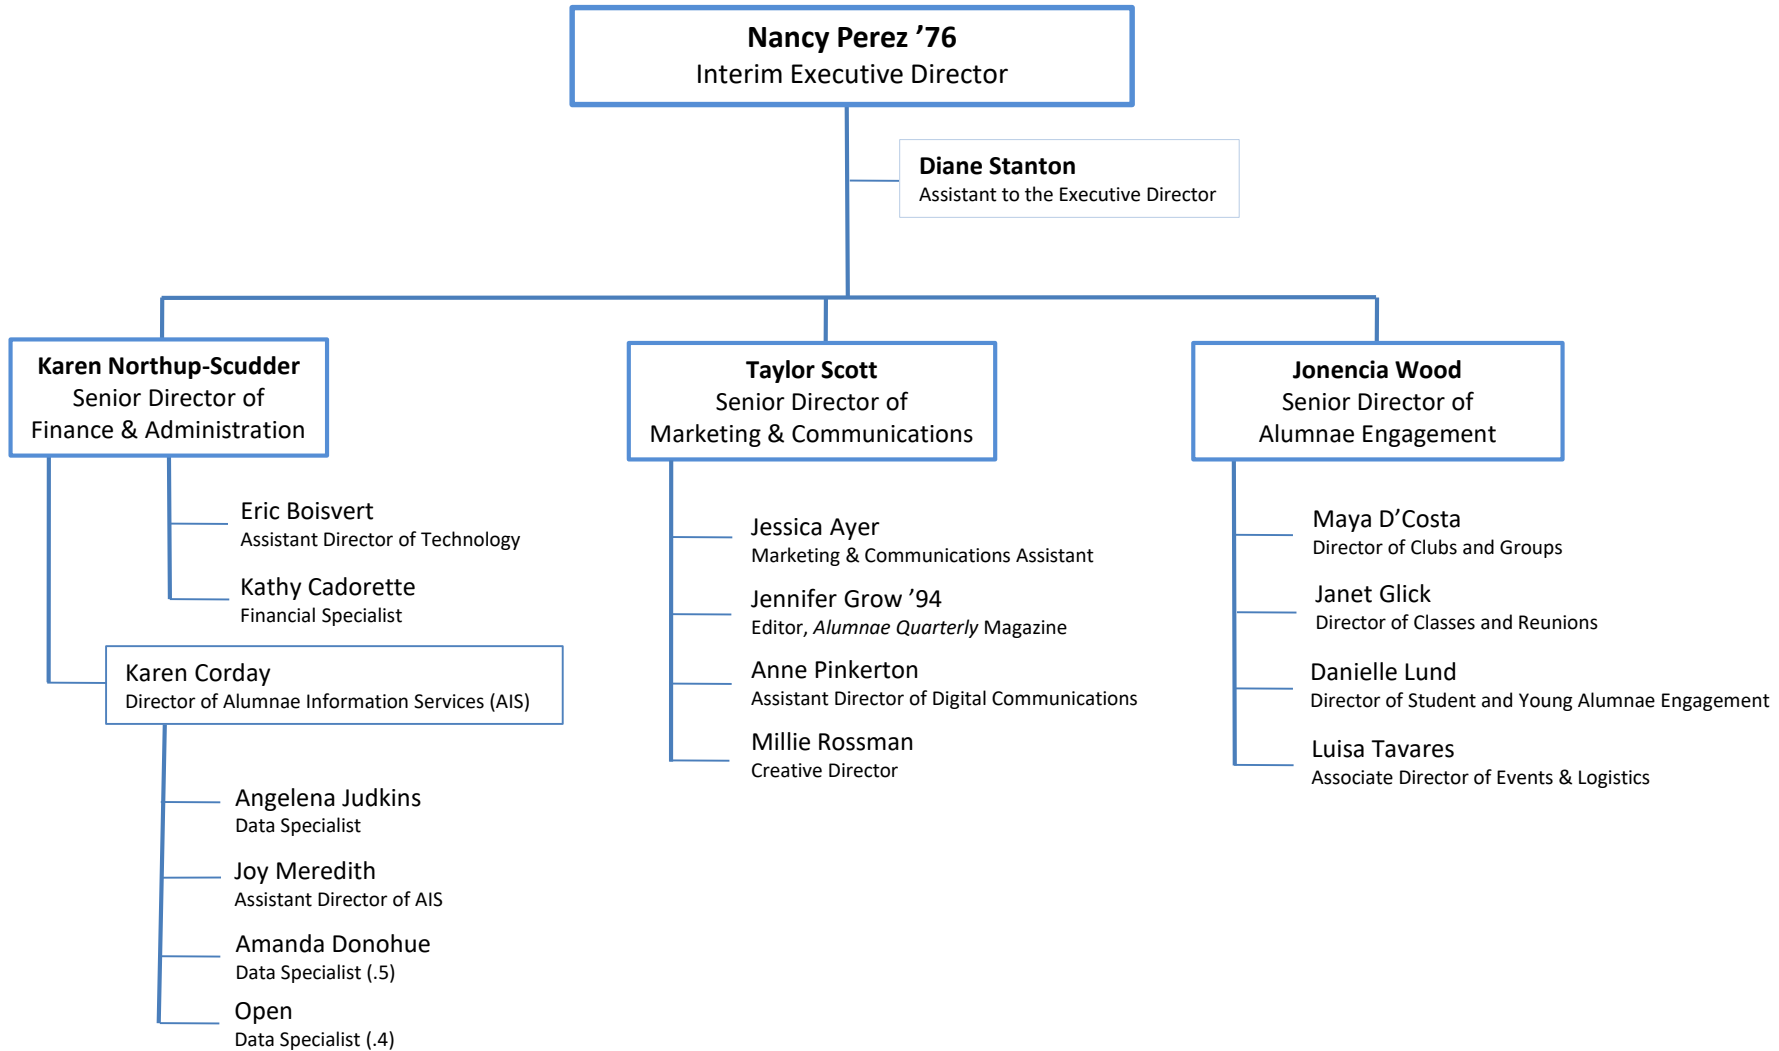 Nancy Perez ’76
Interim Executive Director
Diane Stanton
Assistant to the Executive Director
Karen Northup-Scudder
Senior Director of
Finance & Administration
Eric Boisvert
Assistant Director of Technology
Kathy Cadorette
Financial Specialist
Karen Corday
Director of Alumnae Information Services (AIS)
Angelena Judkins
Data Specialist
Joy Meredith
Assistant Director of AIS
Amanda Donohue
Data Specialist (.5)
Open
Data Specialist (.4)
Taylor Scott
Senior Director of
Marketing & Communications
Jessica Ayer
Marketing & Communications Assistant
Jennifer Grow ’94
Editor, Alumnae Quarterly Magazine
Anne Pinkerton
Assistant Director of Digital Communications
Millie Rossman
Creative Director
Jonencia Wood
Senior Director of
Alumnae Engagement
Maya D’Costa
Director of Clubs and Groups
Janet Glick
Director of Classes and Reunions
Danielle Lund
Director of Student and Young Alumnae Engagement
Luisa Tavares
Associate Director of Events & Logistics